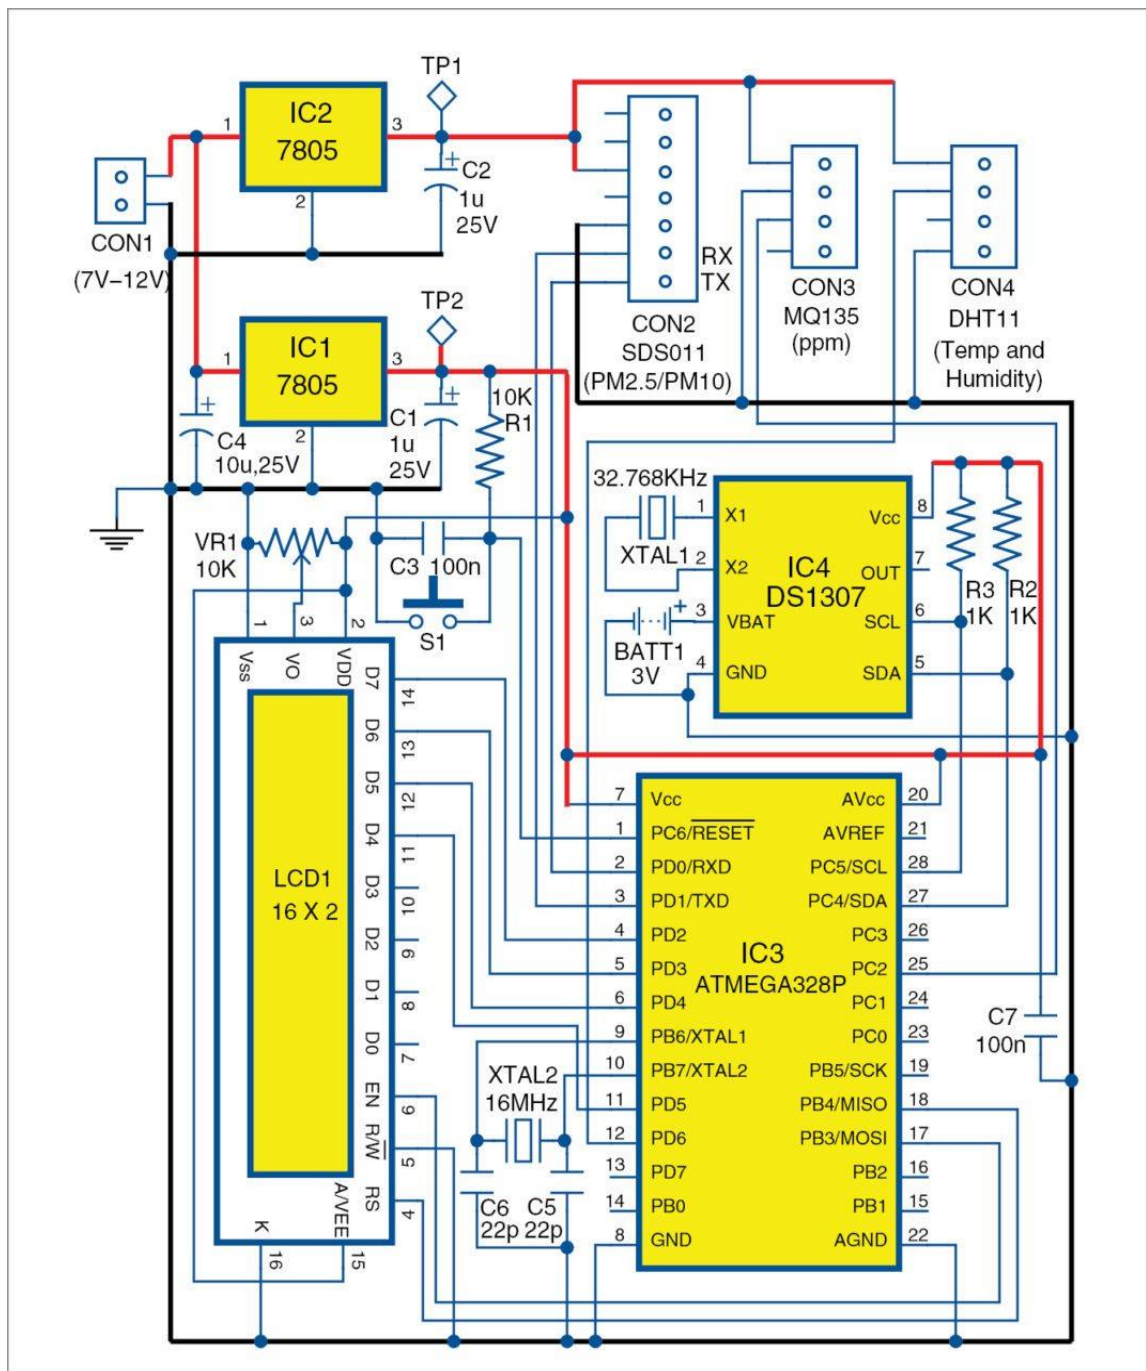 TP1
IC2
7805
1
3
2
+
C2
1u
25V
CON1
(7V–12V)
RX
TX
CON2
SDS011
(PM2.5/PM10)
CON3
MQ135
(ppm)
CON4
DHT11
(Temp and
Humidity)
TP2
IC1
7805
1
3
2
+
C4
10u,25V
+
C1
1u
25V
10K
R1
VR1
10K
C3 100n
S1
32.768KHz
XTAL1
BATT1
3V
+
IC4
DS1307
1 X1
2 X2
3 VBAT
4 GND
Vcc 8
OUT 7
SCL 6
SDA 5
R3
1K
R2
1K
1 Vss
3 VO
2 VDD
D7 14
D6 13
D5 12
D4 11
D3 10
D2 9
D1 8
D0 7
EN 6
R/W 5
RS 4
A/VEE 15
K 16
LCD1
16 X 2
IC3
ATMEGA328P
7 Vcc
1 PC6/RESET
2 PD0/RXD
3 PD1/TXD
4 PD2
5 PD3
6 PD4
9 PB6/XTAL1
10 PB7/XTAL2
11 PD5
12 PD6
13 PD7
14 PB0
8 GND
AVcc 20
AVREF 21
PC5/SCL 28
PC4/SDA 27
PC3 26
PC2 25
PC1 24
PC0 23
PB5/SCK 19
PB4/MISO 18
PB3/MOSI 17
PB2 16
PB1 15
AGND 22
XTAL2
16MHz
C6
22p
C5
22p
C7
100n